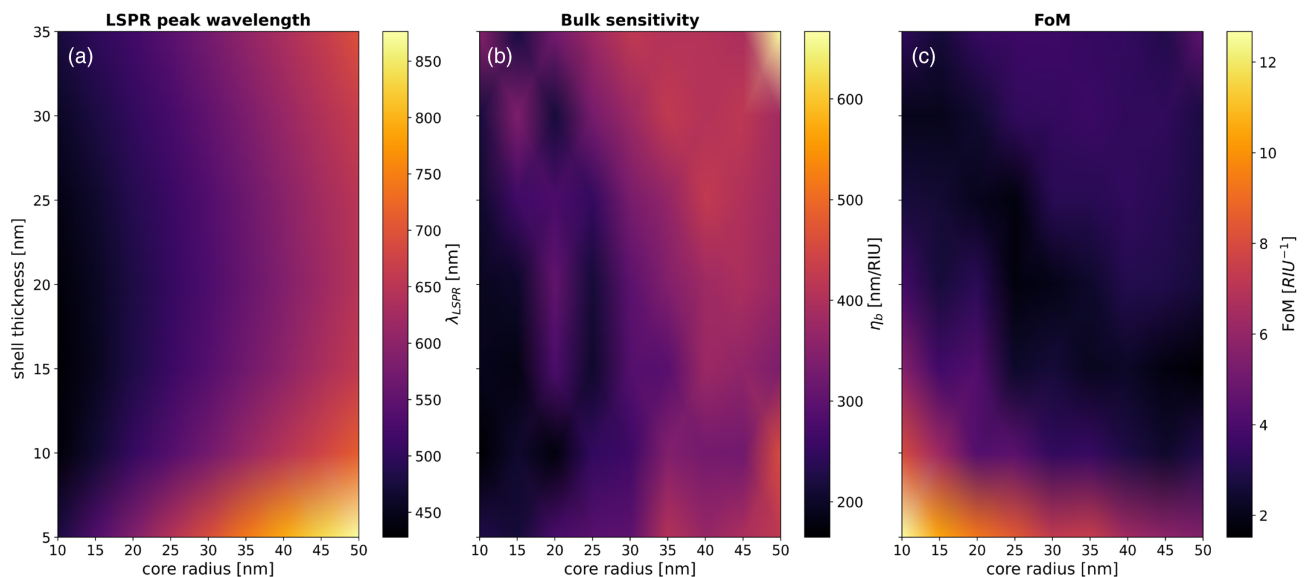 LSPR peak wavelength
Bulk sensitivity
FoM
(a)
(b)
(c)
shell thickness [nm]
35
30
25
20
15
10
5
10 15 20 25 30 35 40 45 50
core radius [nm]
850
800
750
700
650
600
550
500
450
λLSPR [nm]
10 15 20 25 30 35 40 45 50
core radius [nm]
600
500
400
300
200
ηb [nm/RIU]
10 15 20 25 30 35 40 45 50
core radius [nm]
12
10
8
6
4
2
FoM [RIU−1]